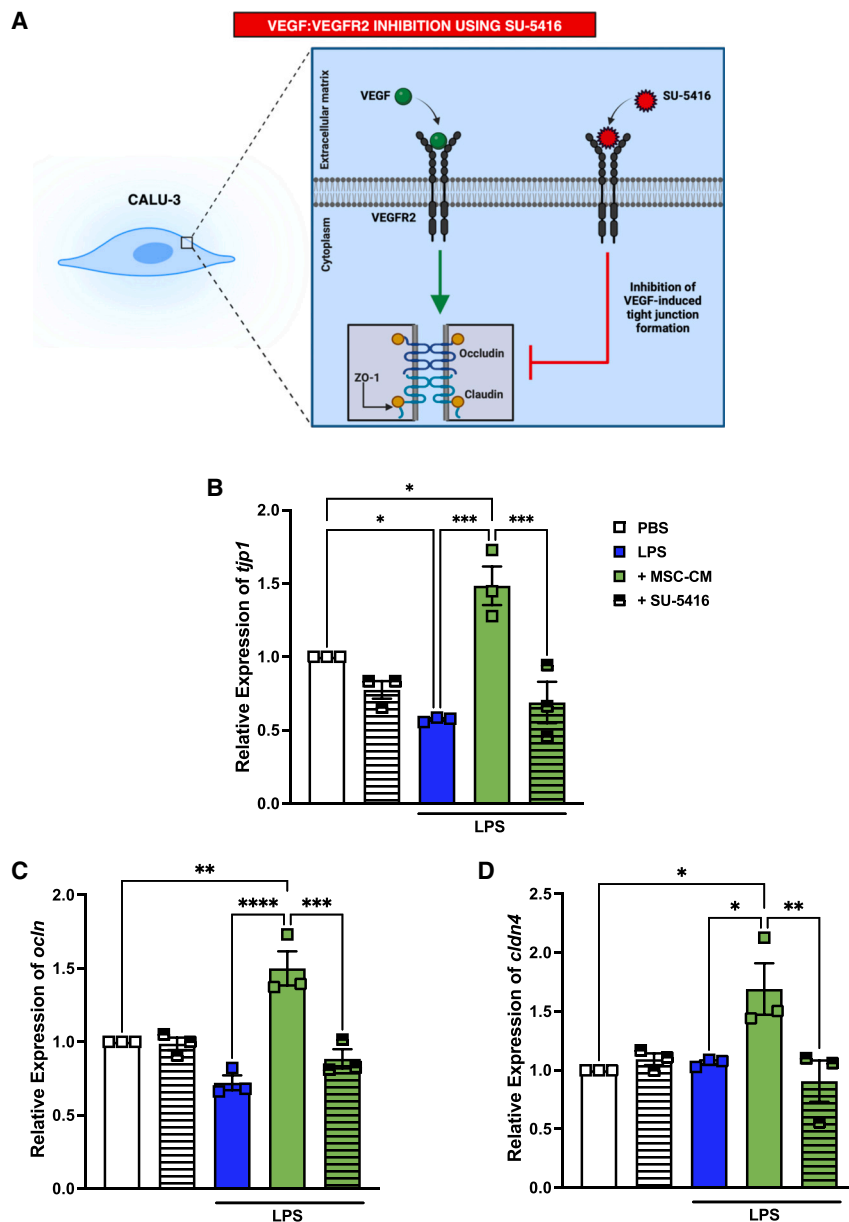 A
VEGF:VEGFR2 INHIBITION USING SU-5416
Extracellular matrix
VEGF
SU-5416
CALU-3
VEGFR2
Cytoplasm
Inhibition of
VEGF-induced
tight junction
formation
Occludin
ZO-1
Claudin
B
*
*
***
***
2.0
1.5
1.0
0.5
0.0
Relative Expression of tjp1
LPS
PBS
LPS
+ MSC-CM
+ SU-5416
C
**
****
***
2.0
1.5
1.0
0.5
0.0
Relative Expression of ocln
LPS
D
*
*
**
2.5
2.0
1.5
1.0
0.5
0.0
Relative Expression of cldn4
LPS